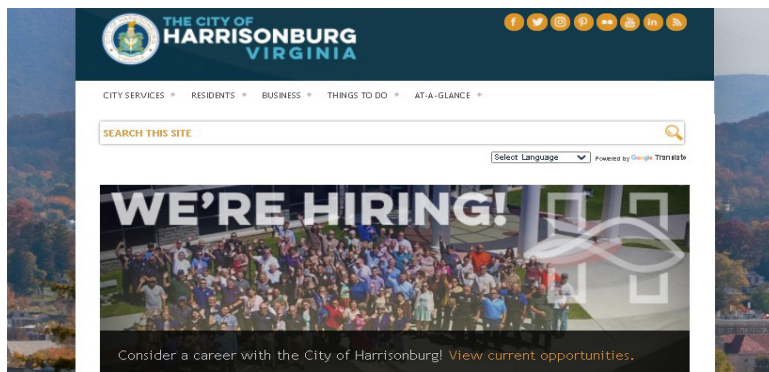 THE CITY OF
HARRISONBURG
VIRGINIA
CITY SERVICES + RESIDENTS + BUSINESS + THINGS TO DO + AT-A-GLANCE +
SEARCH THIS SITE
Select Language Powered by Google Translate
WE'RE HIRING!
Consider a career with the City of Harrisonburg! View current opportunities.